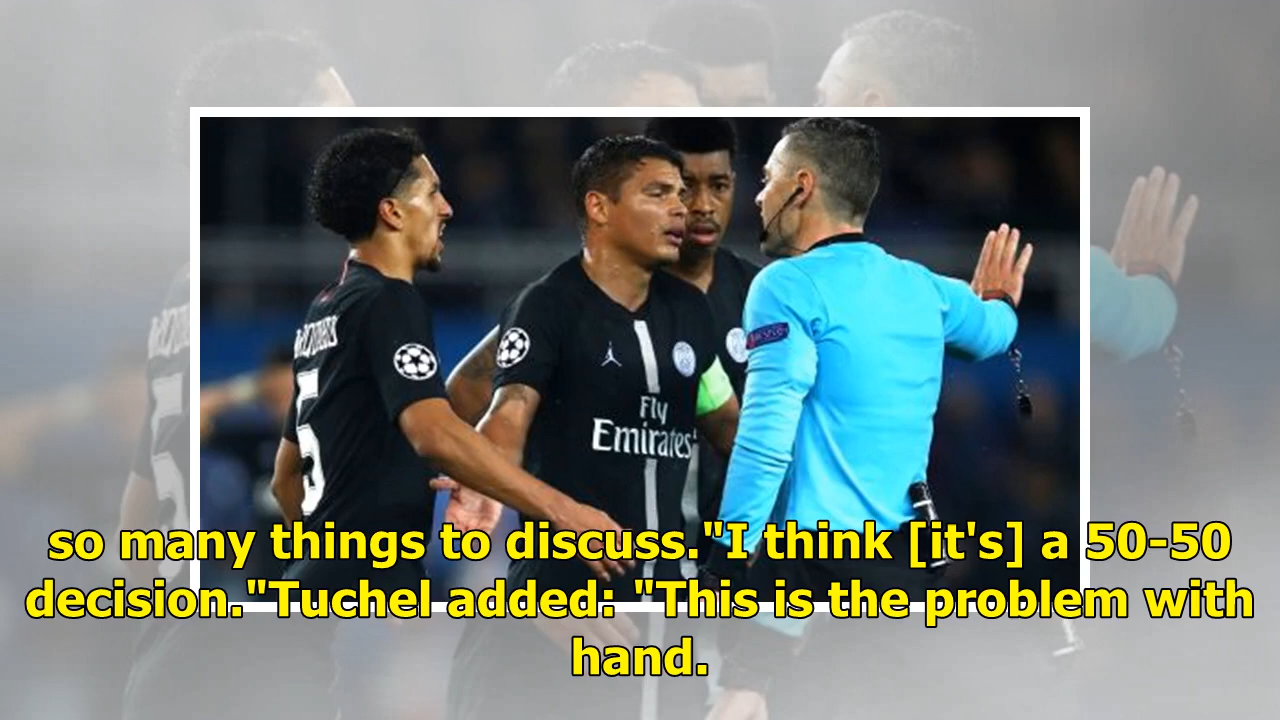 5
Fly
Emirates
so many things to discuss."I think [it's] a 50-50
decision."Tuchel added: "This is the problem with
hand.